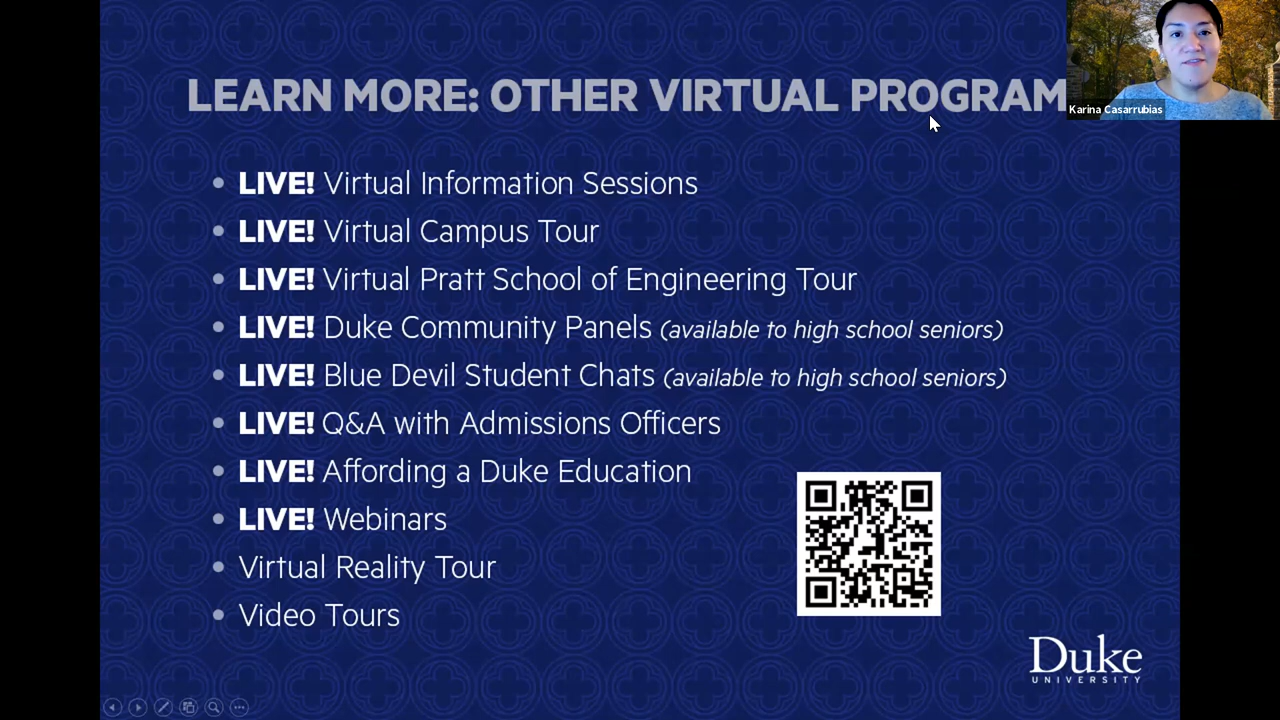 LEARN MORE: OTHER VIRTUAL PROGRAM
Karina Casarrubias
• LIVE! Virtual Information Sessions
• LIVE! Virtual Campus Tour
• LIVE! Virtual Pratt School of Engineering Tour
• LIVE! Duke Community Panels (available to high school seniors)
• LIVE! Blue Devil Student Chats (available to high school seniors)
• LIVE! Q&A with Admissions Officers
• LIVE! Affording a Duke Education
• LIVE! Webinars
• Virtual Reality Tour
• Video Tours
Duke
UNIVERSITY